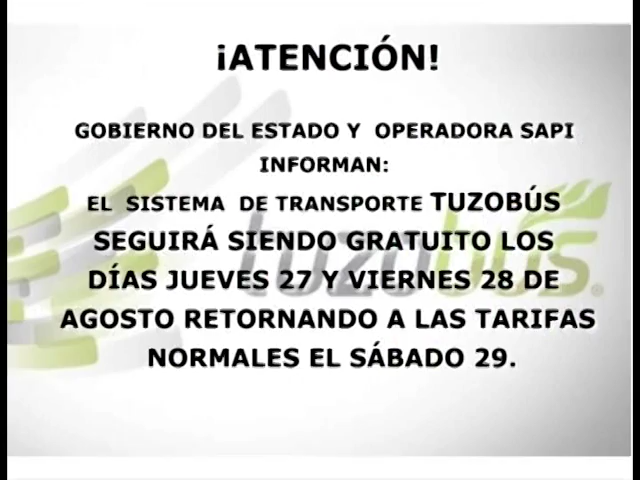 ¡ATENCIÓN!
GOBIERNO DEL ESTADO Y OPERADORA SAPI
INFORMAN:
EL SISTEMA DE TRANSPORTE TUZOBÚS
SEGUIRÁ SIENDO GRATUITO LOS
DÍAS JUEVES 27 Y VIERNES 28 DE
AGOSTO RETORNANDO A LAS TARIFAS
NORMALES EL SÁBADO 29.
tuzobús®